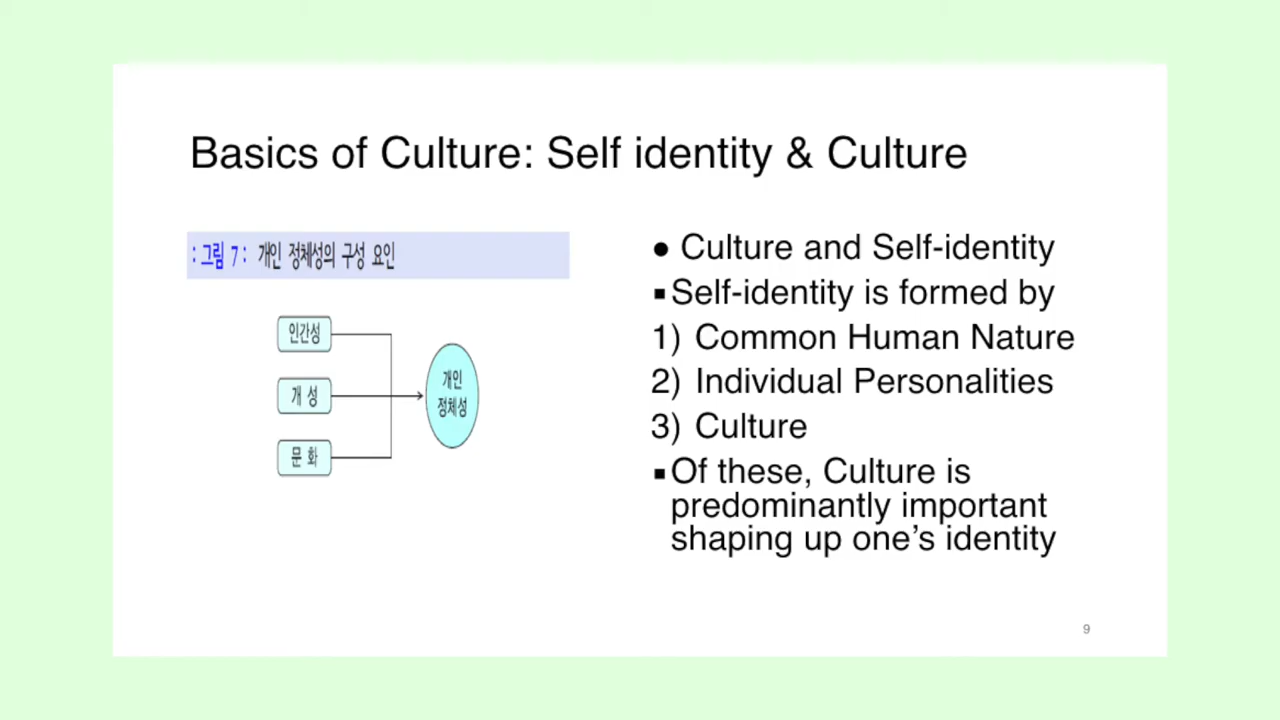 Basics of Culture: Self identity & Culture
: 그림 7 : 개인 정체성의 구성 요인
인간성
개 성
문 화
개인
정체성
● Culture and Self-identity
▪Self-identity is formed by
1) Common Human Nature
2) Individual Personalities
3) Culture
▪Of these, Culture is
predominantly important
shaping up one’s identity
9